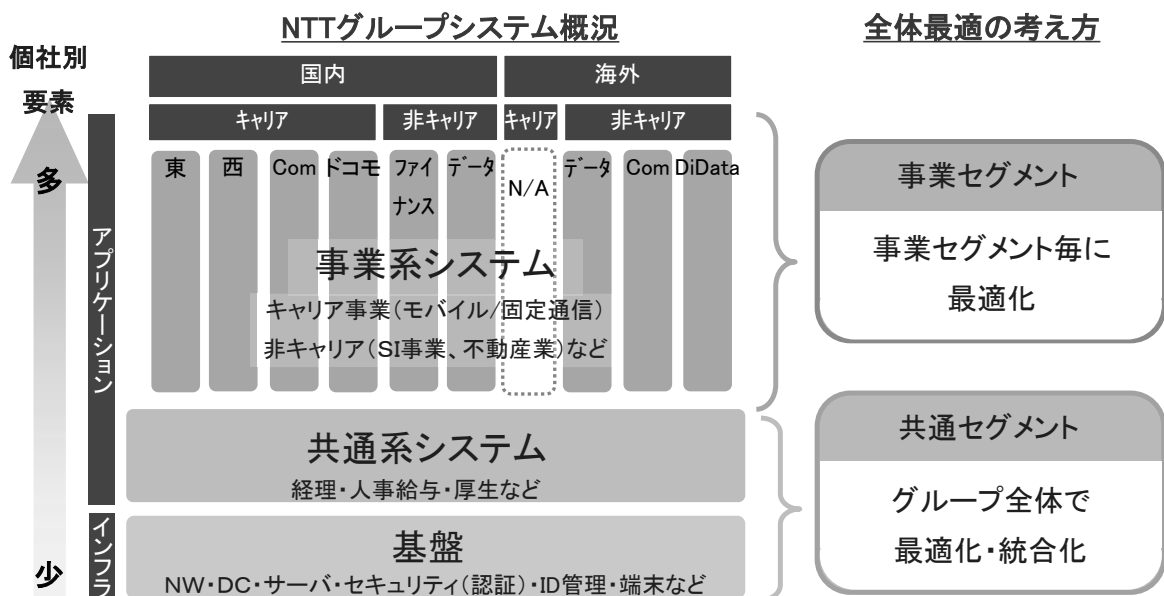 NTTグループシステム概況
全体最適の考え方
個社別
要素
多
少
国内
海外
キャリア
非キャリア
キャリア
非キャリア
東
西
Com
ドコモ
ファイ
ナンス
データ
N/A
データ
Com
DiData
アプリケーション
事業系システム
キャリア事業(モバイル/固定通信)
非キャリア(SI事業、不動産業)など
共通系システム
経理・人事給与・厚生など
インフラ
基盤
NW・DC・サーバ・セキュリティ(認証)・ID管理・端末など
事業セグメント
事業セグメント毎に
最適化
共通セグメント
グループ全体で
最適化・統合化